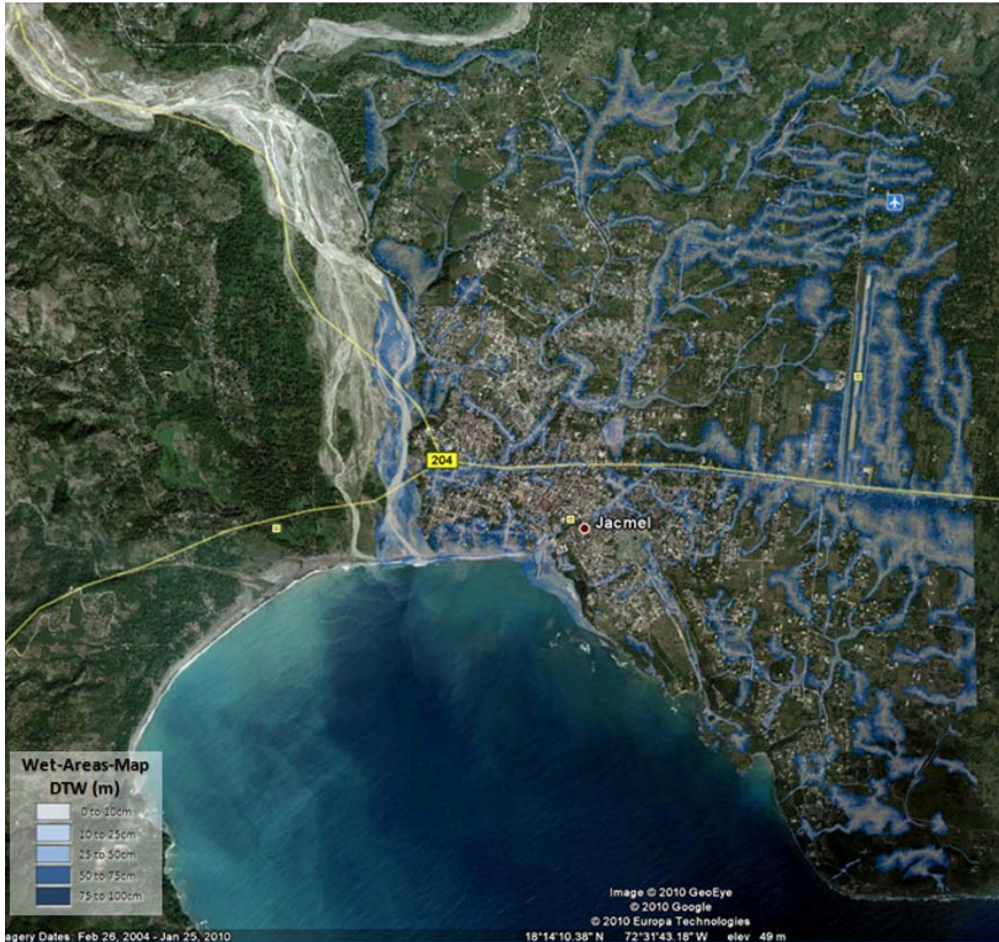 204
Jacmel
Wet-Areas-Map
DTW (m)
0 to 10cm
10 to 25cm
25 to 50cm
50 to 75cm
75 to 100cm
Image © 2010 GeoEye
© 2010 Google
© 2010 Europa Technologies
agery Dates: Feb 26, 2004 - Jan 25, 2010
18°14'10.38" N 72°31'43.18" W elev 49 m